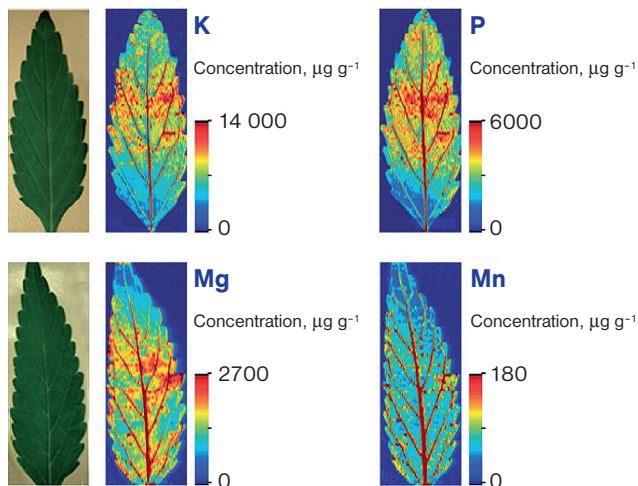 K
Concentration, µg g⁻¹
14 000
0
P
Concentration, µg g⁻¹
6000
0
Mg
Concentration, µg g⁻¹
2700
0
Mn
Concentration, µg g⁻¹
180
0